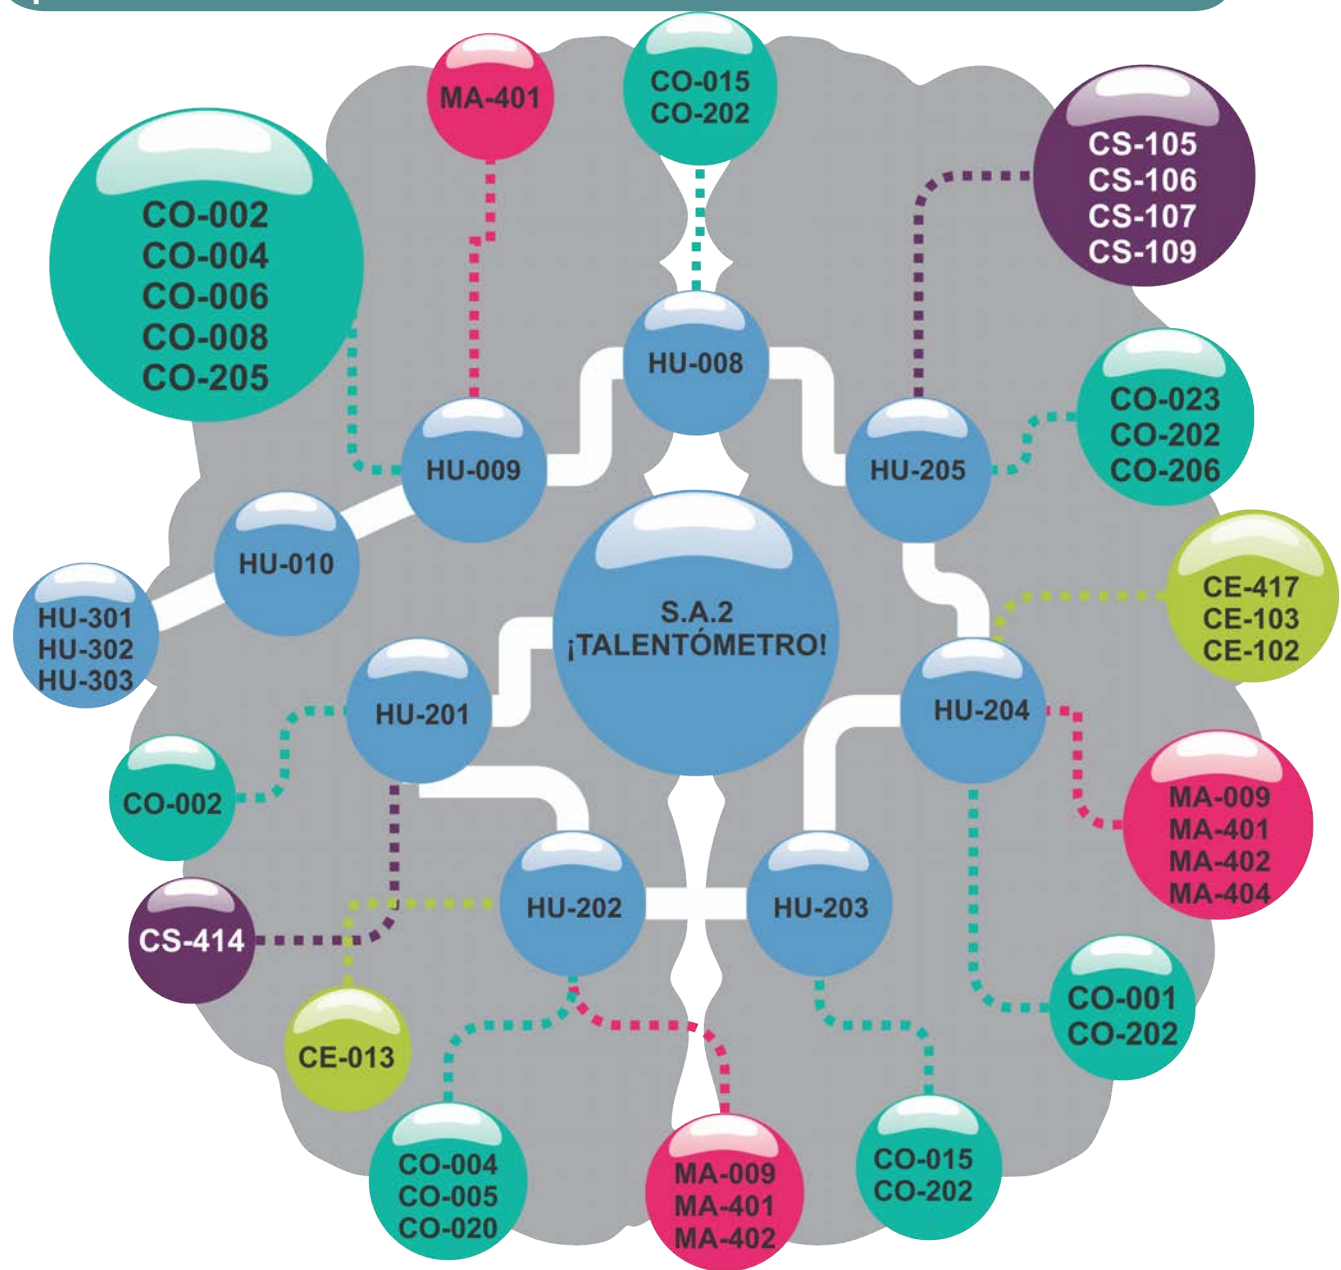 MA-401
CO-015
CO-202
CS-105
CS-106
CS-107
CS-109
CO-002
CO-004
CO-006
CO-008
CO-205
HU-008
CO-023
CO-202
CO-206
HU-009
HU-205
HU-010
CE-417
CE-103
CE-102
HU-301
HU-302
HU-303
S.A.2
¡TALENTÓMETRO!
HU-201
HU-204
CO-002
MA-009
MA-401
MA-402
MA-404
HU-202
HU-203
CS-414
CO-001
CO-202
CE-013
CO-004
CO-005
CO-020
MA-009
MA-401
MA-402
CO-015
CO-202